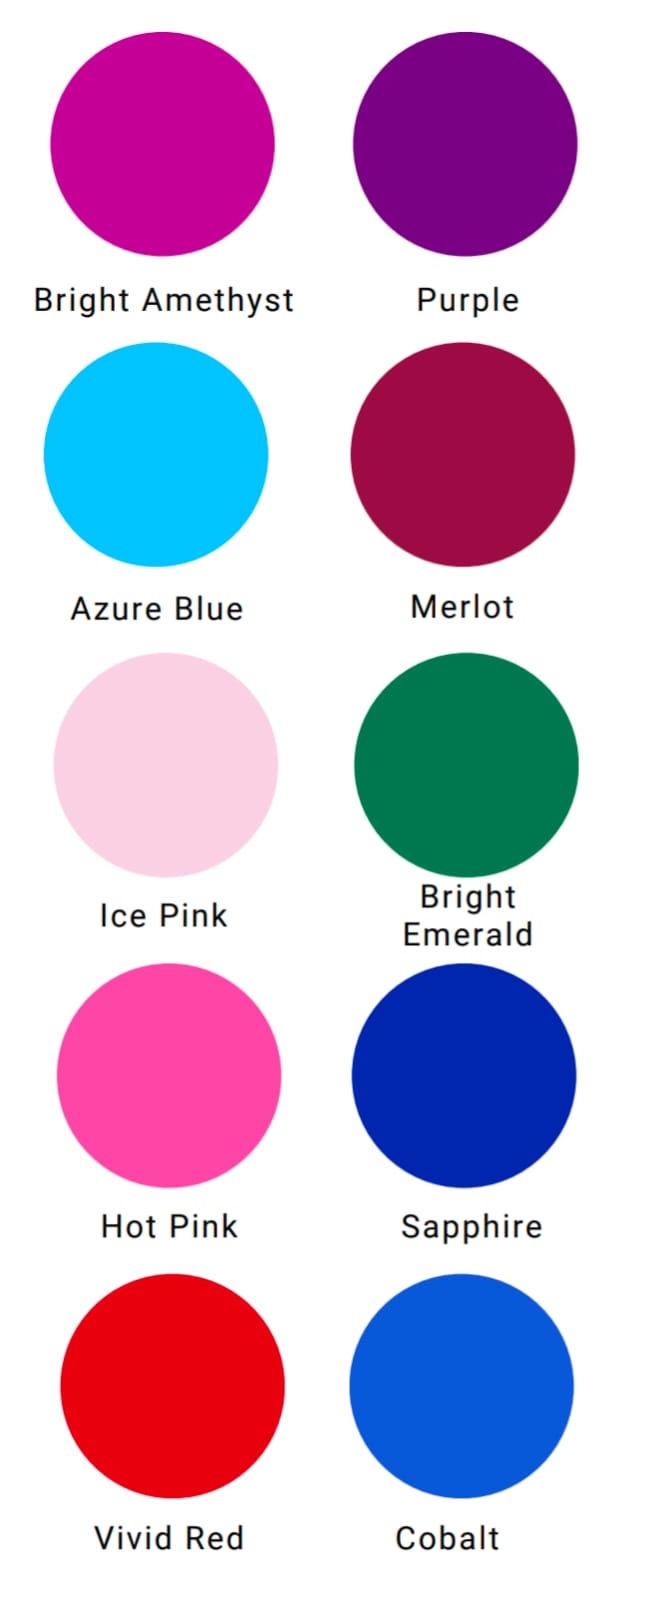 Bright Amethyst
Purple
Azure Blue
Merlot
Ice Pink
Bright
Emerald
Hot Pink
Sapphire
Vivid Red
Cobalt